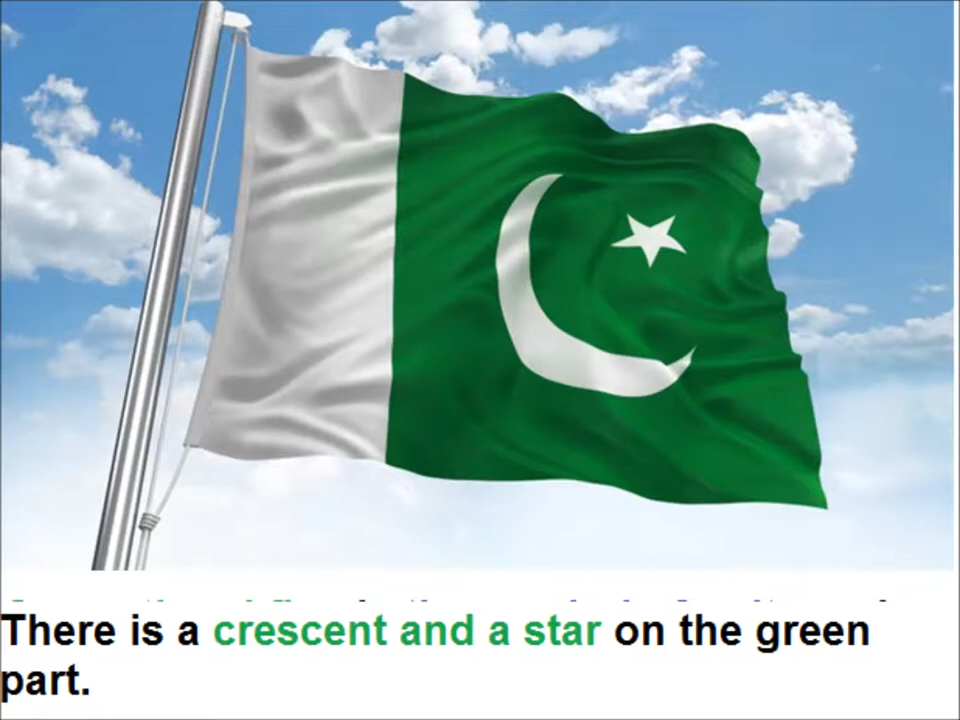 There is a crescent and a star on the green
part.